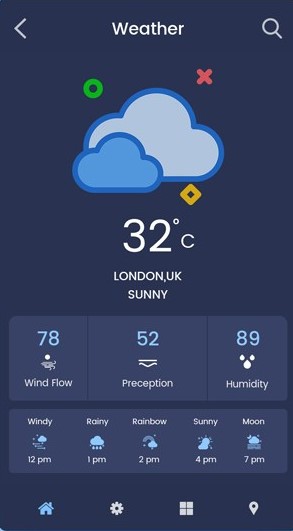 Weather
32°C
LONDON,UK
SUNNY
78 52 89
Wind Flow Preception Humidity
Windy Rainy Rainbow Sunny Moon
12 pm 1 pm 2 pm 4 pm 7 pm